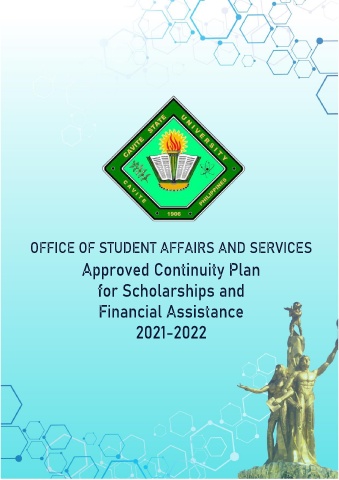 CAVITE STATE UNIVERSITY
CAVITE
PHILIPPINES
1906
OFFICE OF STUDENT AFFAIRS AND SERVICES
Approved Continuity Plan
for Scholarships and
Financial Assistance
2021-2022